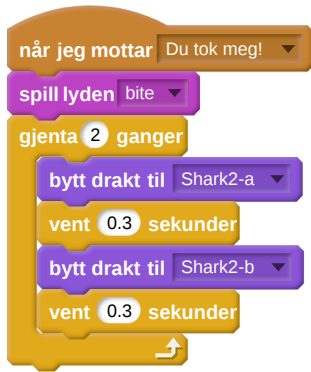 når jeg mottar Du tok meg!
spill lyden bite
gjenta 2 ganger
bytt drakt til Shark2-a
vent 0.3 sekunder
bytt drakt til Shark2-b
vent 0.3 sekunder